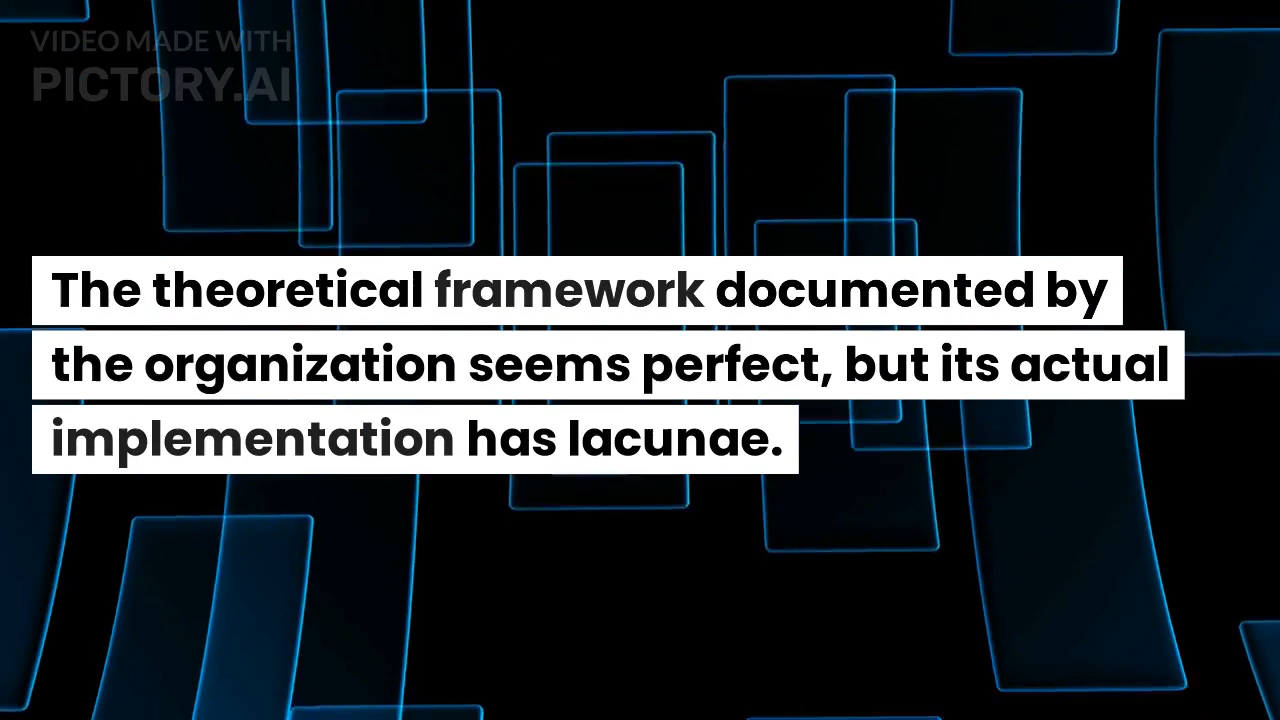 VIDEO MADE WITH
PICTORY.AI
The theoretical framework documented by
the organization seems perfect, but its actual
implementation has lacunae.